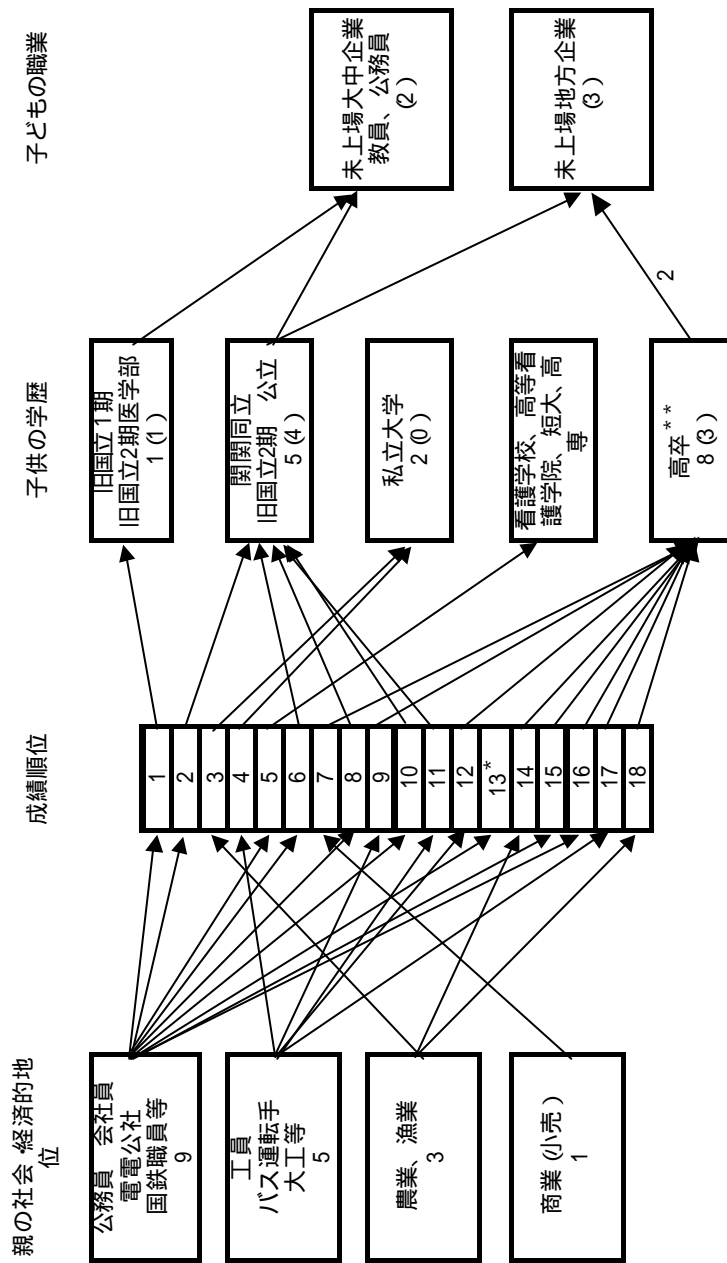 親の社会・経済的地
位
公務員 会社員
電電公社
国鉄職員等
9
工員
バス運転手
大工等
5
農業、漁業
3
商業(小売)
1
成績順位
1
2
3
4
5
6
7
8
9
10
11
12
13*
14
15
16
17
18
子供の学歴
旧国立1期
旧国立2期医学部
1(1)
関関同立
旧国立2期 公立
5(4)
私立大学
2(0)
看護学校、高等看
護学院、短大、高
専
高卒**
8(3)
2
子どもの職業
未上場大中企業
教員、公務員
(2)
未上場地方企業
(3)